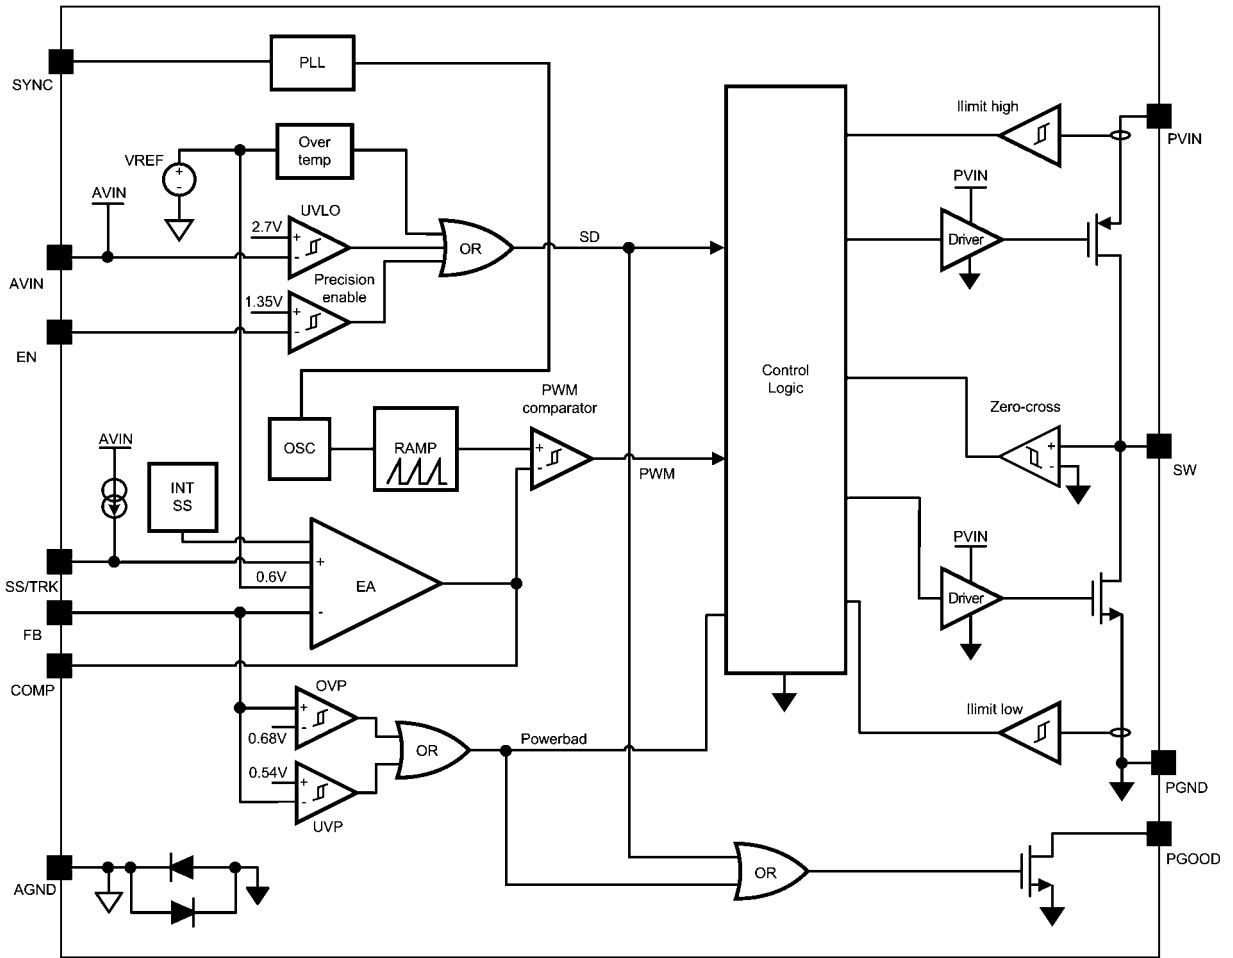 SYNC
PLL
Ilimit high
PVIN
VREF
+
-
Over
temp
AVIN
UVLO
2.7V
+
-
OR
SD
PVIN
Driver
AVIN
Precision
enable
1.35V
+
-
EN
Control
Logic
PWM
comparator
Zero-cross
+
-
SW
AVIN
OSC
RAMP
+
-
PWM
INT
SS
PVIN
SS/TRK
+
0.6V
EA
Driver
FB
-
COMP
OVP
+
-
0.68V
OR
Powerbad
Ilimit low
0.54V
+
-
UVP
PGND
AGND
OR
PGOOD